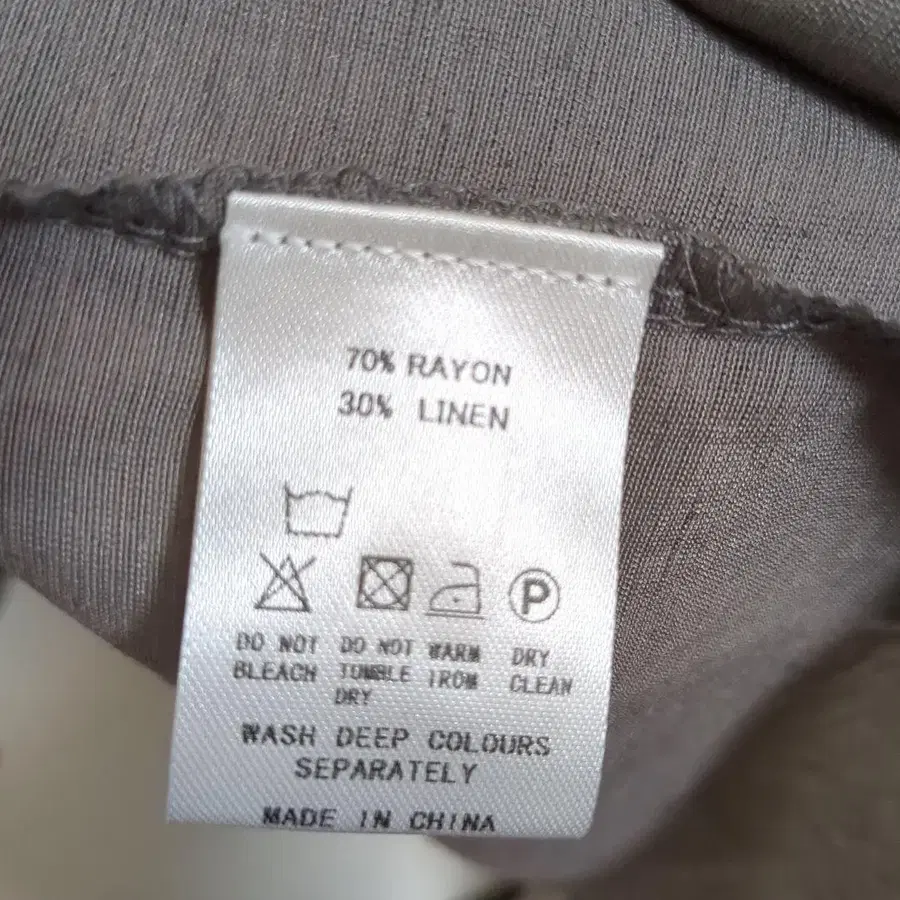 70% RAYON
30% LINEN
P
DO NOT BLEACH
DO NOT TUMBLE DRY
WARM IRON
DRY CLEAN
WASH DEEP COLOURS
SEPARATELY
MADE IN CHINA